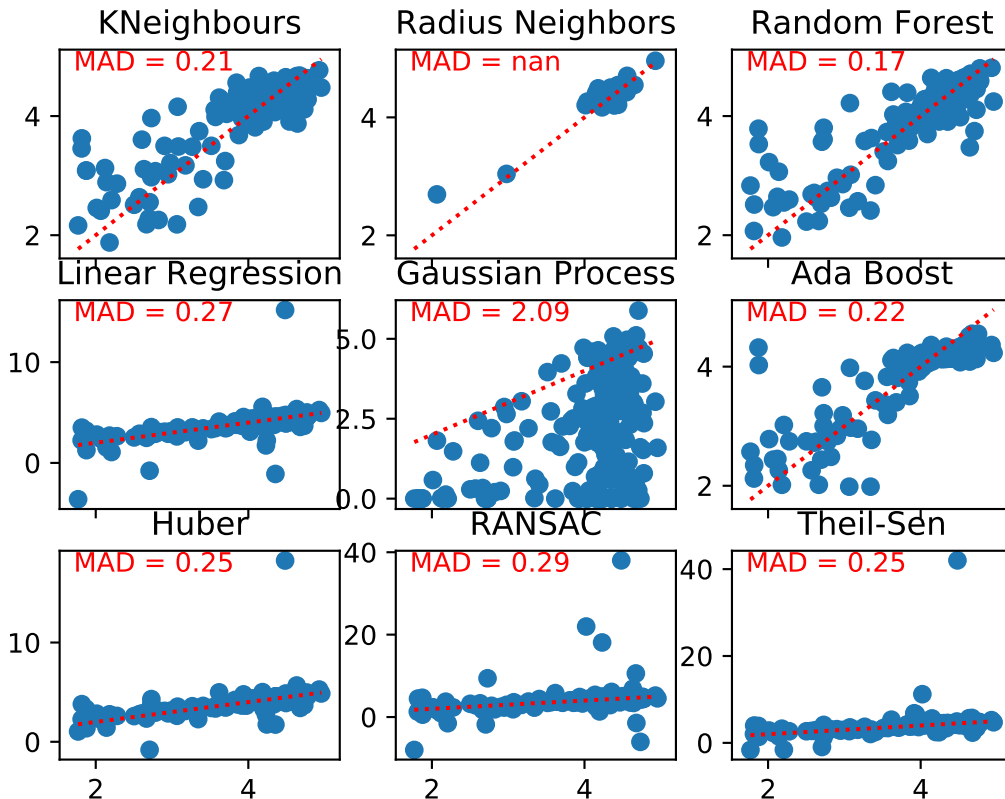 KNeighbours
Radius Neighbors
Random Forest
MAD = 0.21
MAD = nan
MAD = 0.17
4
4
4
2
2
2
Linear Regression
Gaussian Process
Ada Boost
MAD = 0.27
MAD = 2.09
MAD = 0.22
10
5.0
4
2.5
0
0.0
2
Huber
RANSAC
Theil-Sen
MAD = 0.25
MAD = 0.29
MAD = 0.25
40
40
10
20
20
0
0
0
2
4
2
4
2
4